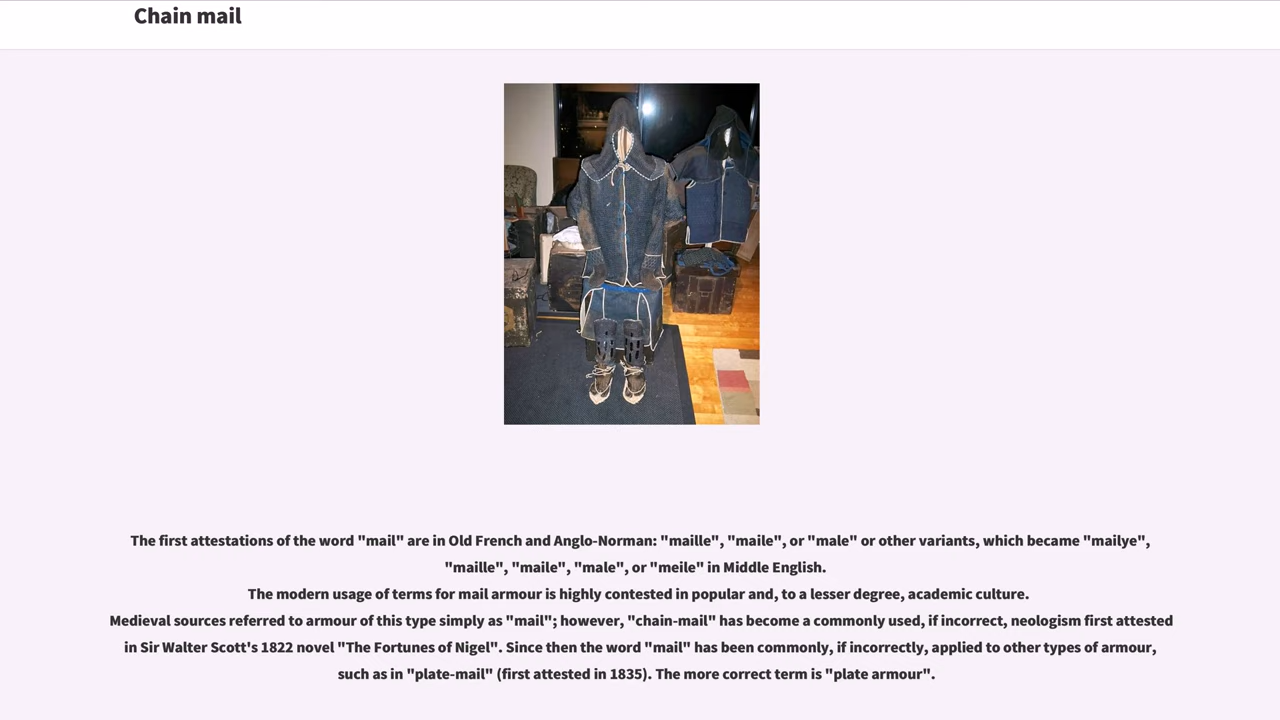 Chain mail
The first attestations of the word "mail" are in Old French and Anglo-Norman: "maille", "maile", or "male" or other variants, which became "mailye",
"maille", "maile", "male", or "meile" in Middle English.
The modern usage of terms for mail armour is highly contested in popular and, to a lesser degree, academic culture.
Medieval sources referred to armour of this type simply as "mail"; however, "chain-mail" has become a commonly used, if incorrect, neologism first attested
in Sir Walter Scott's 1822 novel "The Fortunes of Nigel". Since then the word "mail" has been commonly, if incorrectly, applied to other types of armour,
such as in "plate-mail" (first attested in 1835). The more correct term is "plate armour".